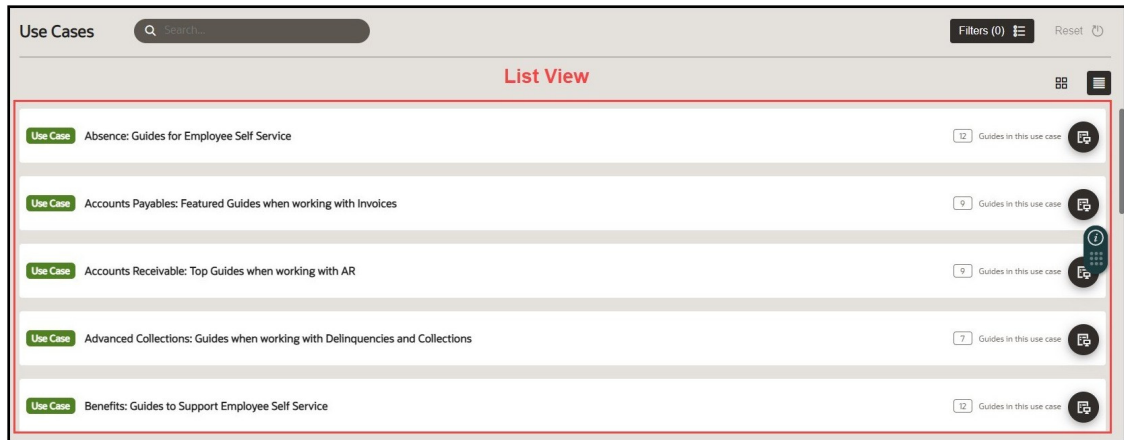 Use Cases
Search...
Filters (0)
Reset
List View
Use Case Absence: Guides for Employee Self Service 12 Guides in this use case
Use Case Accounts Payables: Featured Guides when working with Invoices 9 Guides in this use case
Use Case Accounts Receivable: Top Guides when working with AR 9 Guides in this use case
Use Case Advanced Collections: Guides when working with Delinquencies and Collections 7 Guides in this use case
Use Case Benefits: Guides to Support Employee Self Service 12 Guides in this use case